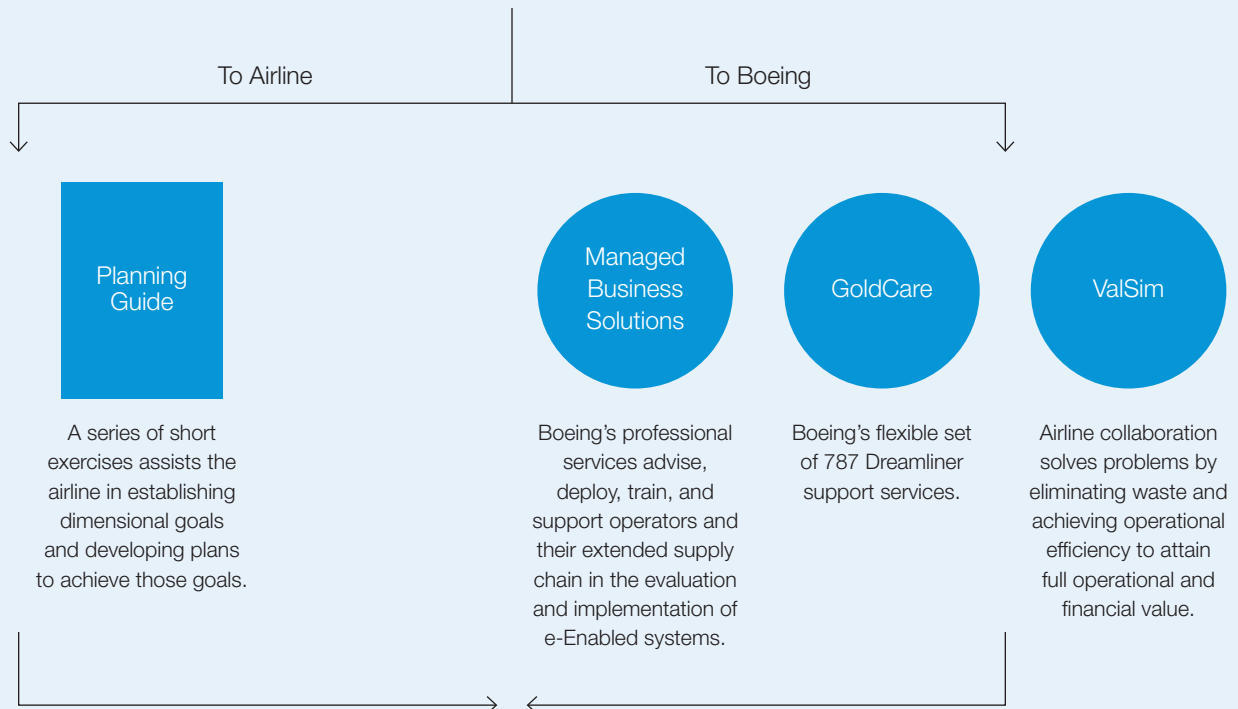 To Airline
To Boeing
Planning
Guide
A series of short
exercises assists the
airline in establishing
dimensional goals
and developing plans
to achieve those goals.
Managed
Business
Solutions
Boeing’s professional
services advise,
deploy, train, and
support operators and
their extended supply
chain in the evaluation
and implementation of
e-Enabled systems.
GoldCare
Boeing’s flexible set
of 787 Dreamliner
support services.
ValSim
Airline collaboration
solves problems by
eliminating waste and
achieving operational
efficiency to attain
full operational and
financial value.